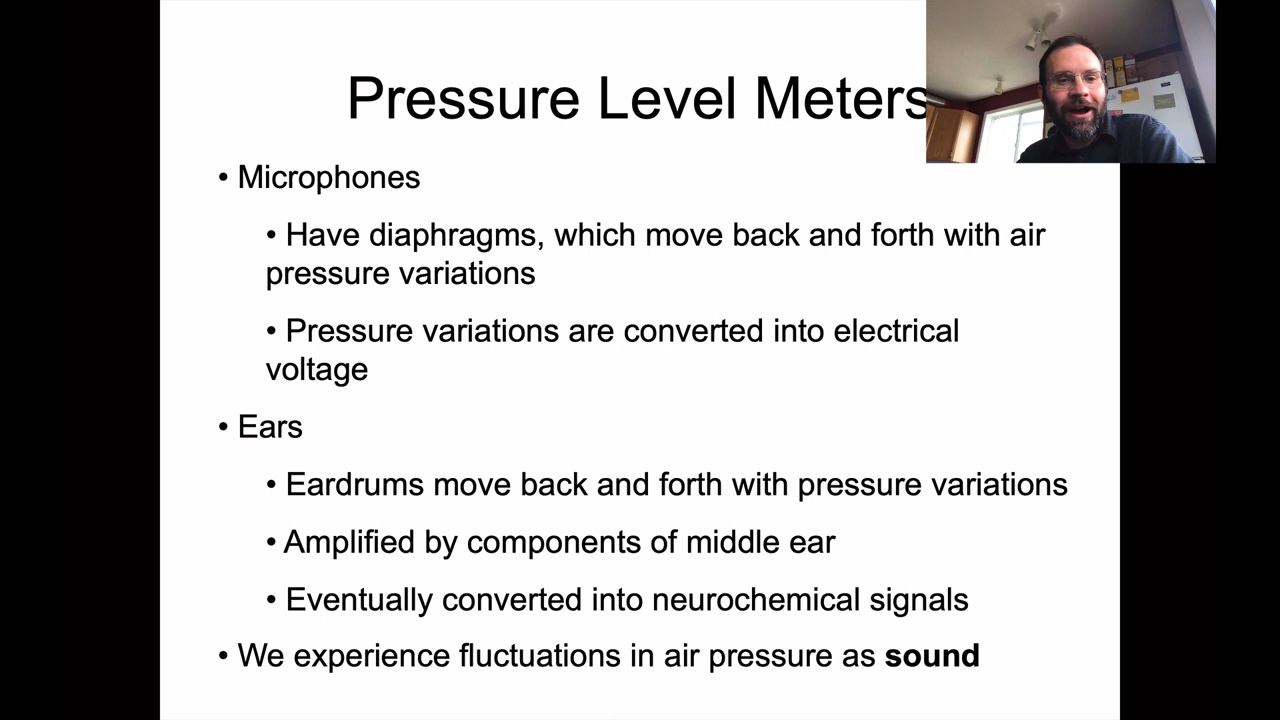 Pressure Level Meters
• Microphones
• Have diaphragms, which move back and forth with air
pressure variations
• Pressure variations are converted into electrical
voltage
• Ears
• Eardrums move back and forth with pressure variations
• Amplified by components of middle ear
• Eventually converted into neurochemical signals
• We experience fluctuations in air pressure as sound